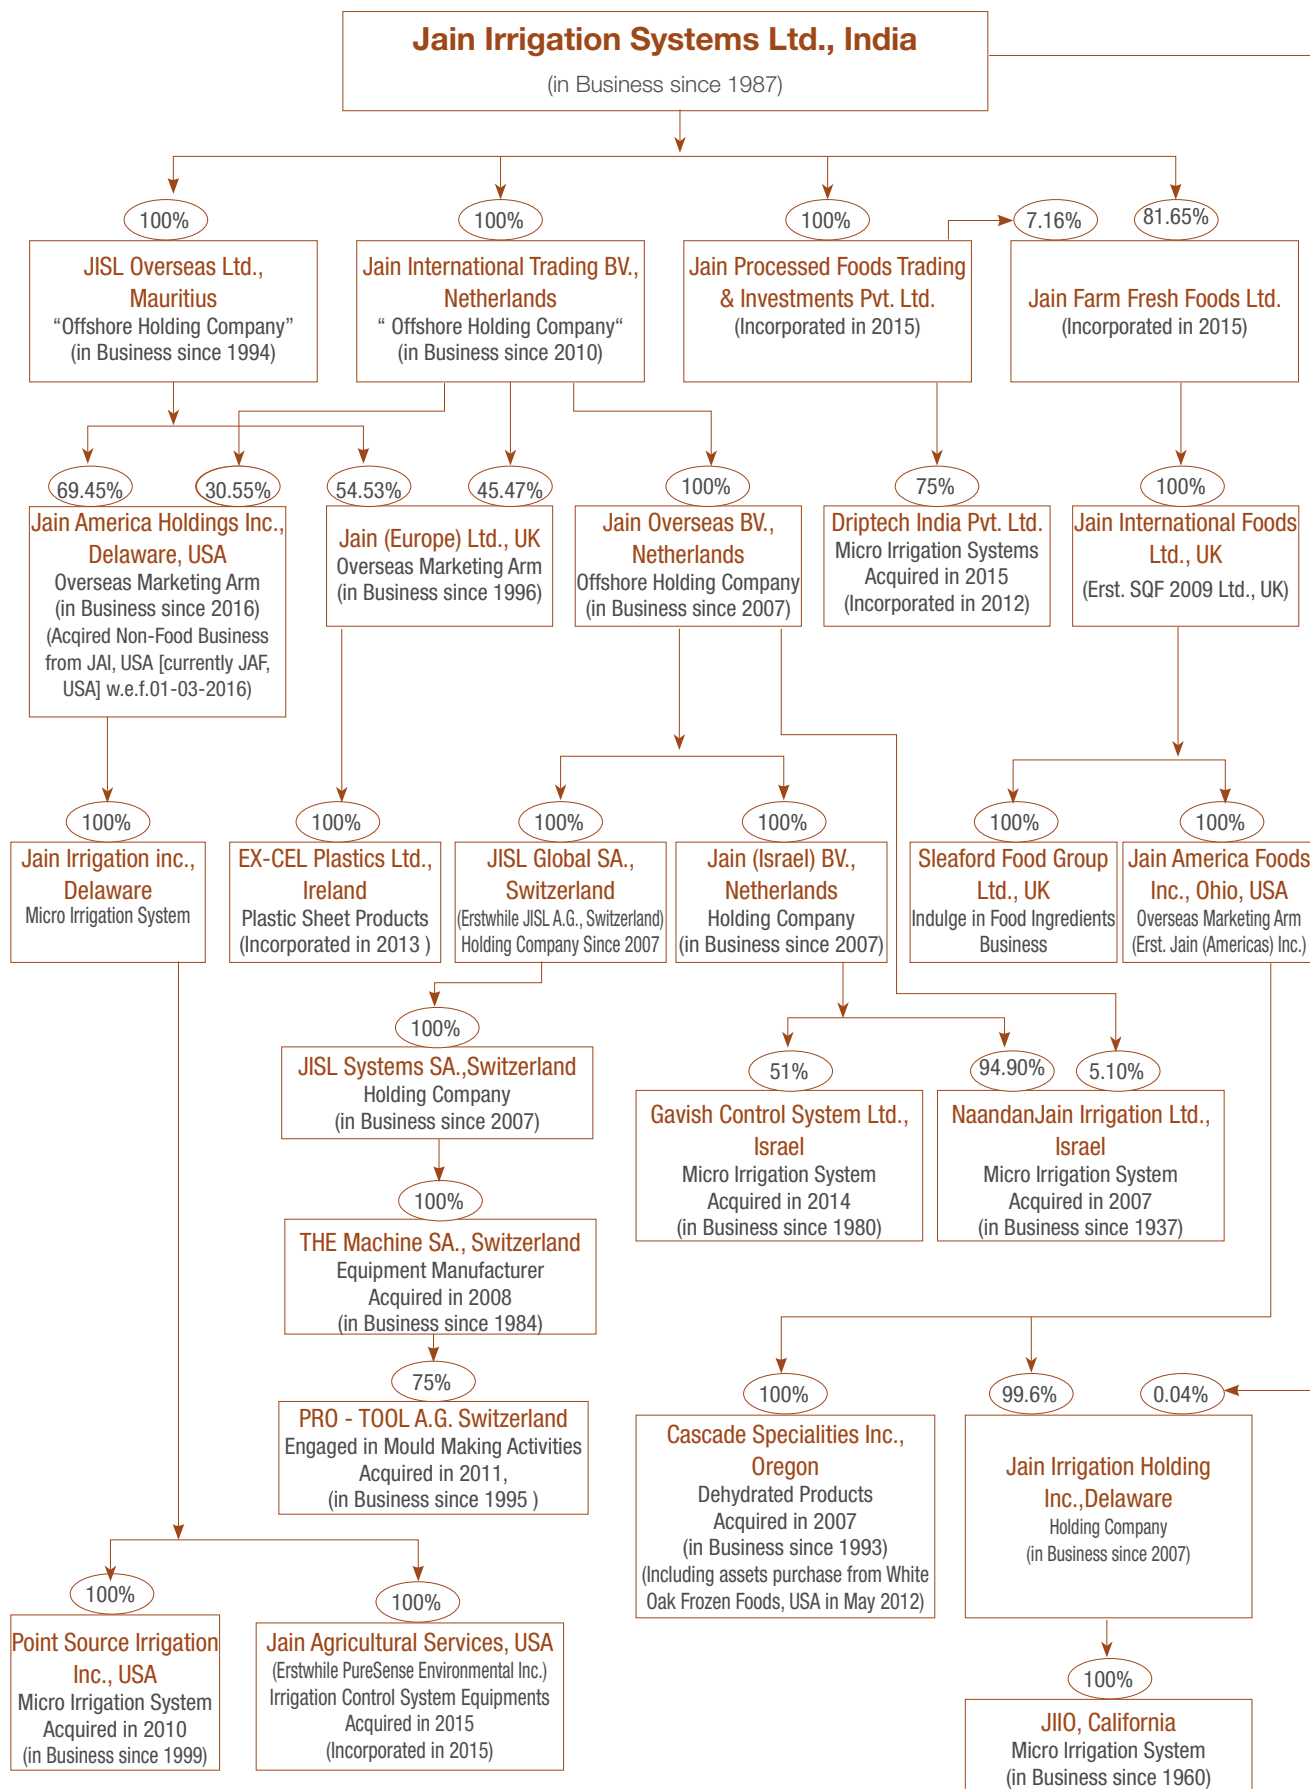 Jain Irrigation Systems Ltd., India
(in Business since 1987)
100%
100%
100%
7.16%
81.65%
JISL Overseas Ltd.,
Mauritius
“Offshore Holding Company”
(in Business since 1994)
Jain International Trading BV.,
Netherlands
“ Offshore Holding Company“
(in Business since 2010)
Jain Processed Foods Trading
& Investments Pvt. Ltd.
(Incorporated in 2015)
Jain Farm Fresh Foods Ltd.
(Incorporated in 2015)
69.45%
30.55%
54.53%
45.47%
100%
75%
100%
Jain America Holdings Inc.,
Delaware, USA
Overseas Marketing Arm
(in Business since 2016)
(Acqired Non-Food Business
from JAI, USA [currently JAF,
USA] w.e.f.01-03-2016)
Jain (Europe) Ltd., UK
Overseas Marketing Arm
(in Business since 1996)
Jain Overseas BV.,
Netherlands
Offshore Holding Company
(in Business since 2007)
Driptech India Pvt. Ltd.
Micro Irrigation Systems
Acquired in 2015
(Incorporated in 2012)
Jain International Foods
Ltd., UK
(Erst. SQF 2009 Ltd., UK)
100%
100%
100%
100%
100%
100%
Jain Irrigation inc.,
Delaware
Micro Irrigation System
EX-CEL Plastics Ltd.,
Ireland
Plastic Sheet Products
(Incorporated in 2013 )
JISL Global SA.,
Switzerland
(Erstwhile JISL A.G., Switzerland)
Holding Company Since 2007
Jain (Israel) BV.,
Netherlands
Holding Company
(in Business since 2007)
Sleaford Food Group
Ltd., UK
Indulge in Food Ingredients
Business
Jain America Foods
Inc., Ohio, USA
Overseas Marketing Arm
(Erst. Jain (Americas) Inc.)
100%
JISL Systems SA.,Switzerland
Holding Company
(in Business since 2007)
51%
94.90%
5.10%
Gavish Control System Ltd.,
Israel
Micro Irrigation System
Acquired in 2014
(in Business since 1980)
NaandanJain Irrigation Ltd.,
Israel
Micro Irrigation System
Acquired in 2007
(in Business since 1937)
100%
THE Machine SA., Switzerland
Equipment Manufacturer
Acquired in 2008
(in Business since 1984)
75%
PRO - TOOL A.G. Switzerland
Engaged in Mould Making Activities
Acquired in 2011,
(in Business since 1995 )
100%
99.6%
0.04%
Cascade Specialities Inc.,
Oregon
Dehydrated Products
Acquired in 2007
(in Business since 1993)
(Including assets purchase from White
Oak Frozen Foods, USA in May 2012)
Jain Irrigation Holding
Inc.,Delaware
Holding Company
(in Business since 2007)
100%
100%
Point Source Irrigation
Inc., USA
Micro Irrigation System
Acquired in 2010
(in Business since 1999)
Jain Agricultural Services, USA
(Erstwhile PureSense Environmental Inc.)
Irrigation Control System Equipments
Acquired in 2015
(Incorporated in 2015)
100%
JIIO, California
Micro Irrigation System
(in Business since 1960)